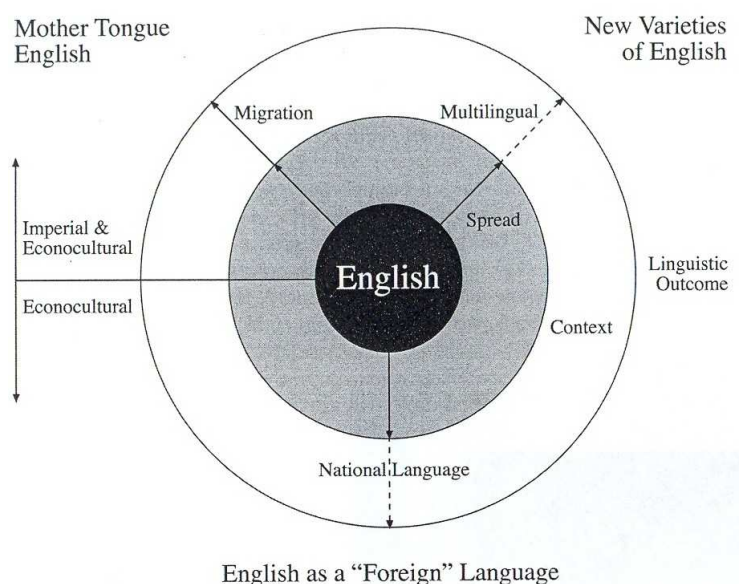 Mother Tongue
English
New Varieties
of English
Migration
Multilingual
Spread
Imperial &
Econocultural
English
Linguistic
Outcome
Econocultural
Context
National Language
English as a “Foreign” Language